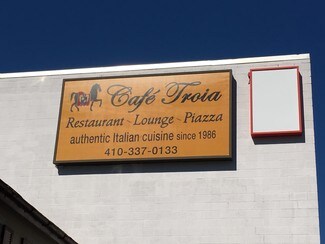 Café Troia
Restaurant ~ Lounge ~ Piazza
authentic Italian cuisine since 1986
410-337-0133